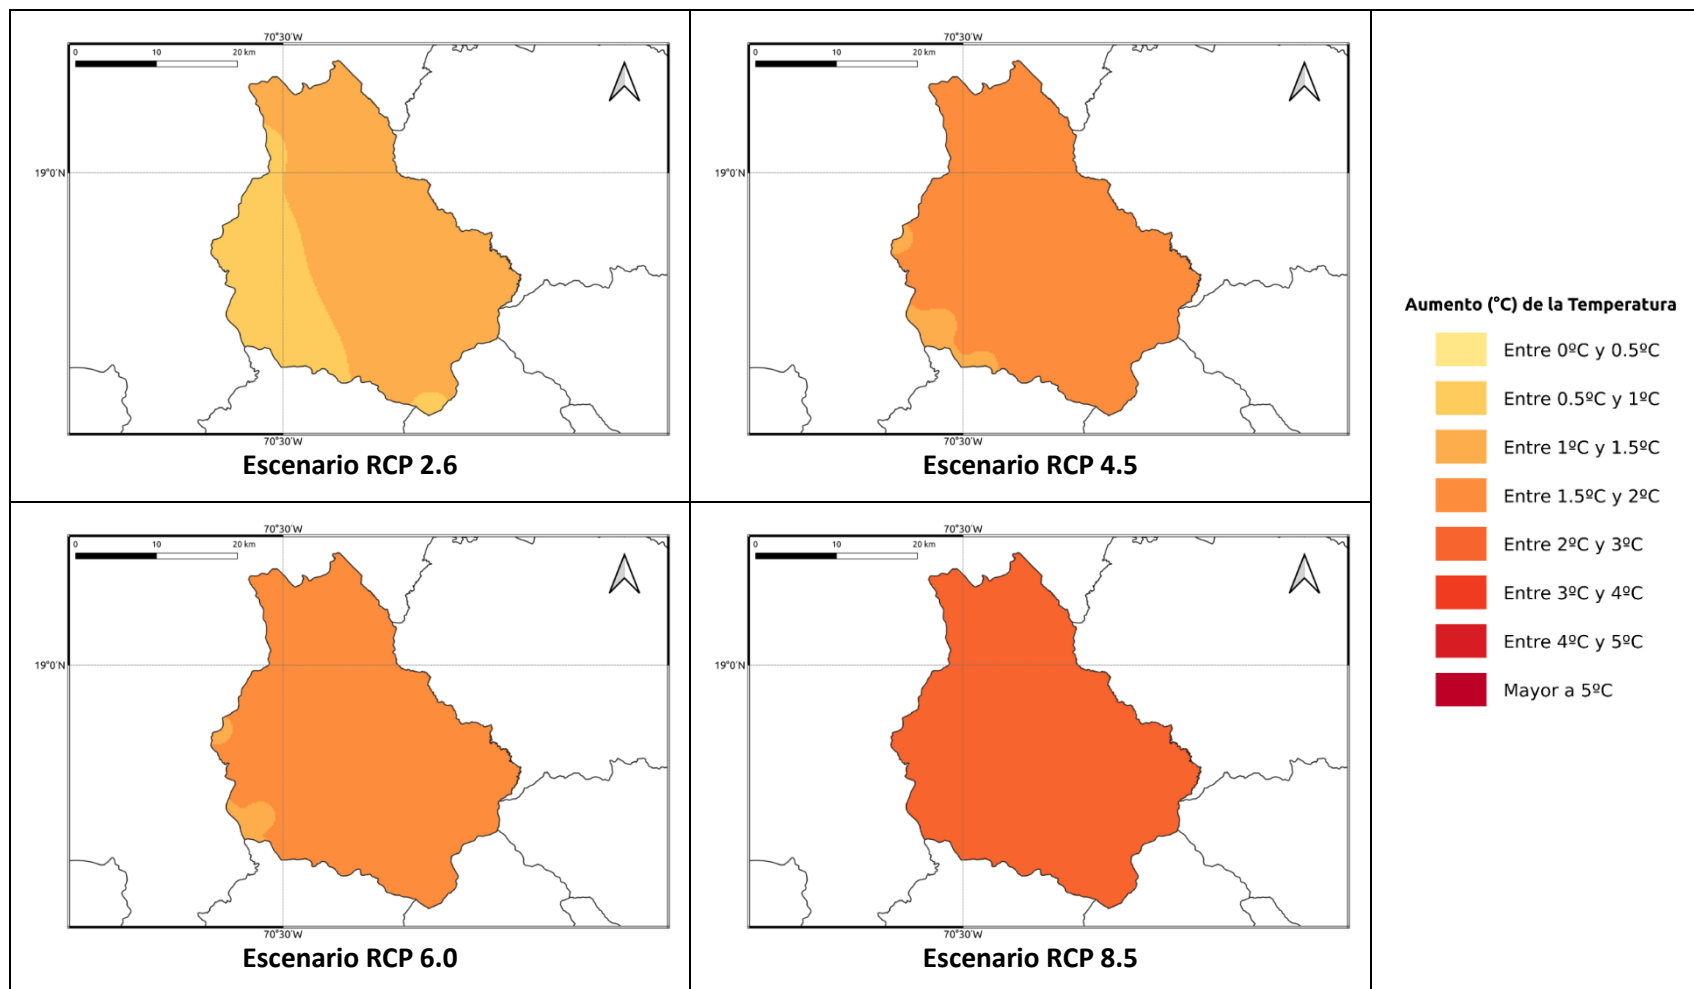 70°30'W
0 10 20 km
19°0'N
70°30'W
Escenario RCP 2.6
70°30'W
0 10 20 km
19°0'N
70°30'W
Escenario RCP 4.5
70°30'W
0 10 20 km
19°0'N
70°30'W
Escenario RCP 6.0
70°30'W
0 10 20 km
19°0'N
70°30'W
Escenario RCP 8.5
Aumento (°C) de la Temperatura
Entre 0ºC y 0.5ºC
Entre 0.5ºC y 1ºC
Entre 1ºC y 1.5ºC
Entre 1.5ºC y 2ºC
Entre 2ºC y 3ºC
Entre 3ºC y 4ºC
Entre 4ºC y 5ºC
Mayor a 5ºC